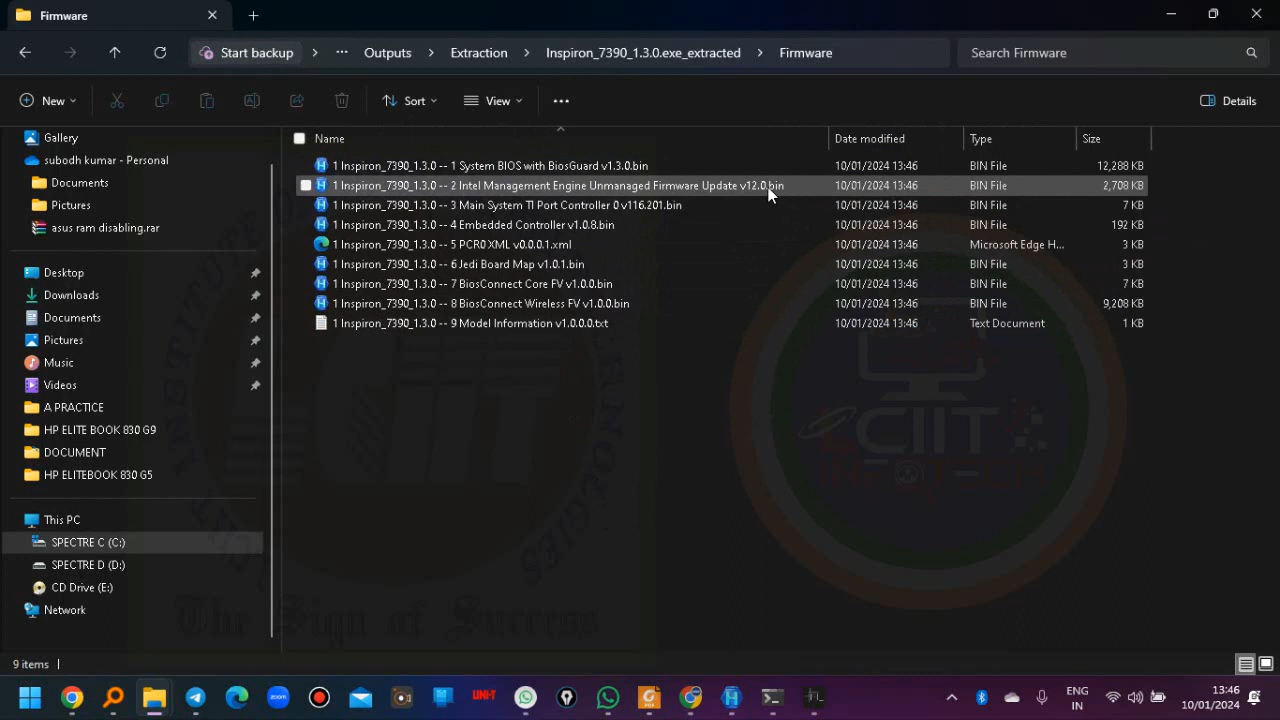 Firmware
Start backup
Outputs
Extraction
Inspiron_7390_1.3.0.exe_extracted
Firmware
Search Firmware
New
Sort
View
Details
Gallery
subodh kumar - Personal
Documents
Pictures
asus ram disabling.rar
Desktop
Downloads
Documents
Pictures
Music
Videos
A PRACTICE
HP ELITE BOOK 830 G9
DOCUMENT
HP ELITEBOOK 830 G5
This PC
SPECTRE C (C:)
SPECTRE D (D:)
CD Drive (E:)
Network
Name Date modified Type Size
1 Inspiron_7390_1.3.0 -- 1 System BIOS with BiosGuard v1.3.0.bin 10/01/2024 13:46 BIN File 12,288 KB
1 Inspiron_7390_1.3.0 -- 2 Intel Management Engine Unmanaged Firmware Update v12.0.bin 10/01/2024 13:46 BIN File 2,708 KB
1 Inspiron_7390_1.3.0 -- 3 Main System TI Port Controller 0 v116.201.bin 10/01/2024 13:46 BIN File 7 KB
1 Inspiron_7390_1.3.0 -- 4 Embedded Controller v1.0.8.bin 10/01/2024 13:46 BIN File 192 KB
1 Inspiron_7390_1.3.0 -- 5 PCR0 XML v0.0.0.1.xml 10/01/2024 13:46 Microsoft Edge H... 3 KB
1 Inspiron_7390_1.3.0 -- 6 Jedi Board Map v1.0.1.bin 10/01/2024 13:46 BIN File 3 KB
1 Inspiron_7390_1.3.0 -- 7 BiosConnect Core FV v1.0.0.bin 10/01/2024 13:46 BIN File 7 KB
1 Inspiron_7390_1.3.0 -- 8 BiosConnect Wireless FV v1.0.0.bin 10/01/2024 13:46 BIN File 9,208 KB
1 Inspiron_7390_1.3.0 -- 9 Model Information v1.0.0.0.txt 10/01/2024 13:46 Text Document 1 KB
CIIT
INFOTECH
IIT
The Sign of Success
9 items
zoom
UNI-T
ENG
IN
13:46
10/01/2024